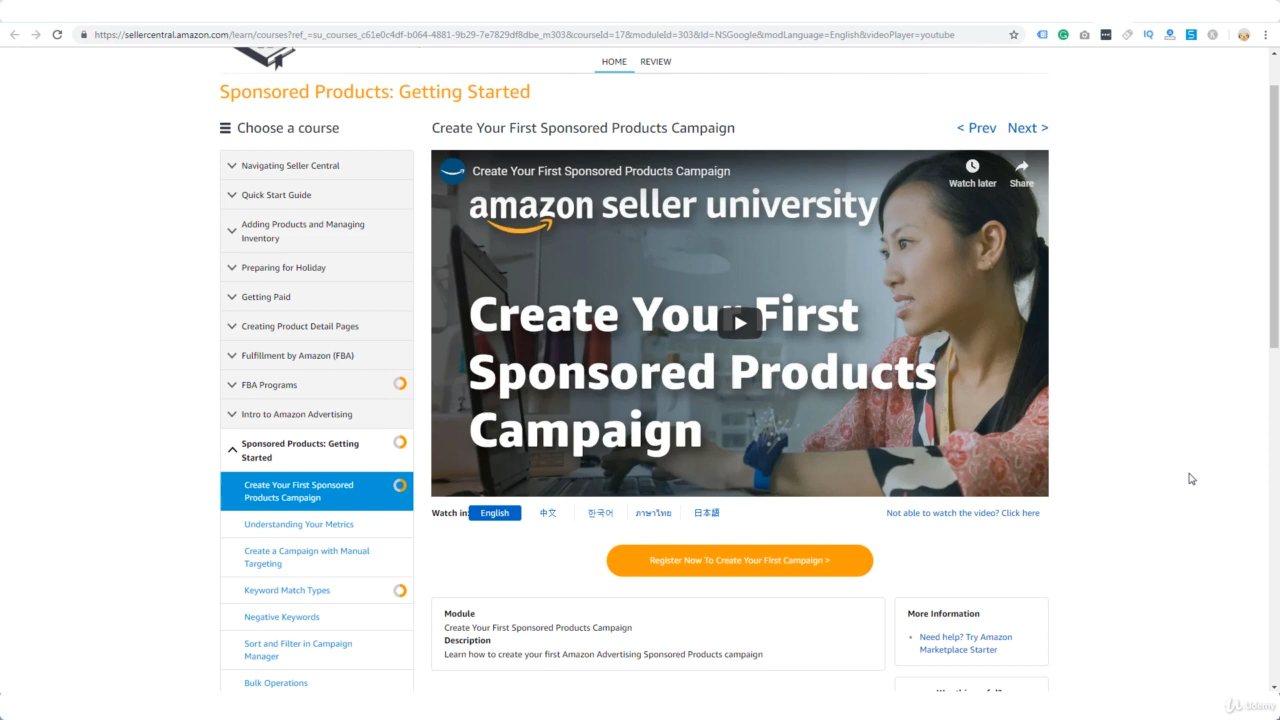 https://sellercentral.amazon.com/learn/courses?ref_=su_courses_c61e0c4df-b064-4881-9b29-7e7829df8dbe_m303&courseId=17&moduleId=303&Id=NSGoogle&modLanguage=English&videoPlayer=youtube
HOME REVIEW
Sponsored Products: Getting Started
Choose a course
Navigating Seller Central
Quick Start Guide
Adding Products and Managing
Inventory
Preparing for Holiday
Getting Paid
Creating Product Detail Pages
Fulfillment by Amazon (FBA)
FBA Programs
Intro to Amazon Advertising
Sponsored Products: Getting
Started
Create Your First Sponsored
Products Campaign
Understanding Your Metrics
Create a Campaign with Manual
Targeting
Keyword Match Types
Negative Keywords
Sort and Filter in Campaign
Manager
Bulk Operations
Create Your First Sponsored Products Campaign
< Prev Next >
Create Your First Sponsored Products Campaign
Watch later Share
amazon seller university
Create Your First
Sponsored Products
Campaign
Watch in: English 中文 한국어 ภาษาไทย 日本語
Not able to watch the video? Click here
Register Now To Create Your First Campaign >
Module
Create Your First Sponsored Products Campaign
Description
Learn how to create your first Amazon Advertising Sponsored Products campaign
More Information
Need help? Try Amazon
Marketplace Starter
Udemy